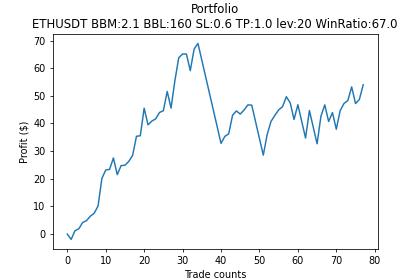 Portfolio
ETHUSDT BBM:2.1 BBL:160 SL:0.6 TP:1.0 lev:20 WinRatio:67.0
70
60
50
40
30
20
10
0
Profit ($)
0 10 20 30 40 50 60 70 80
Trade counts